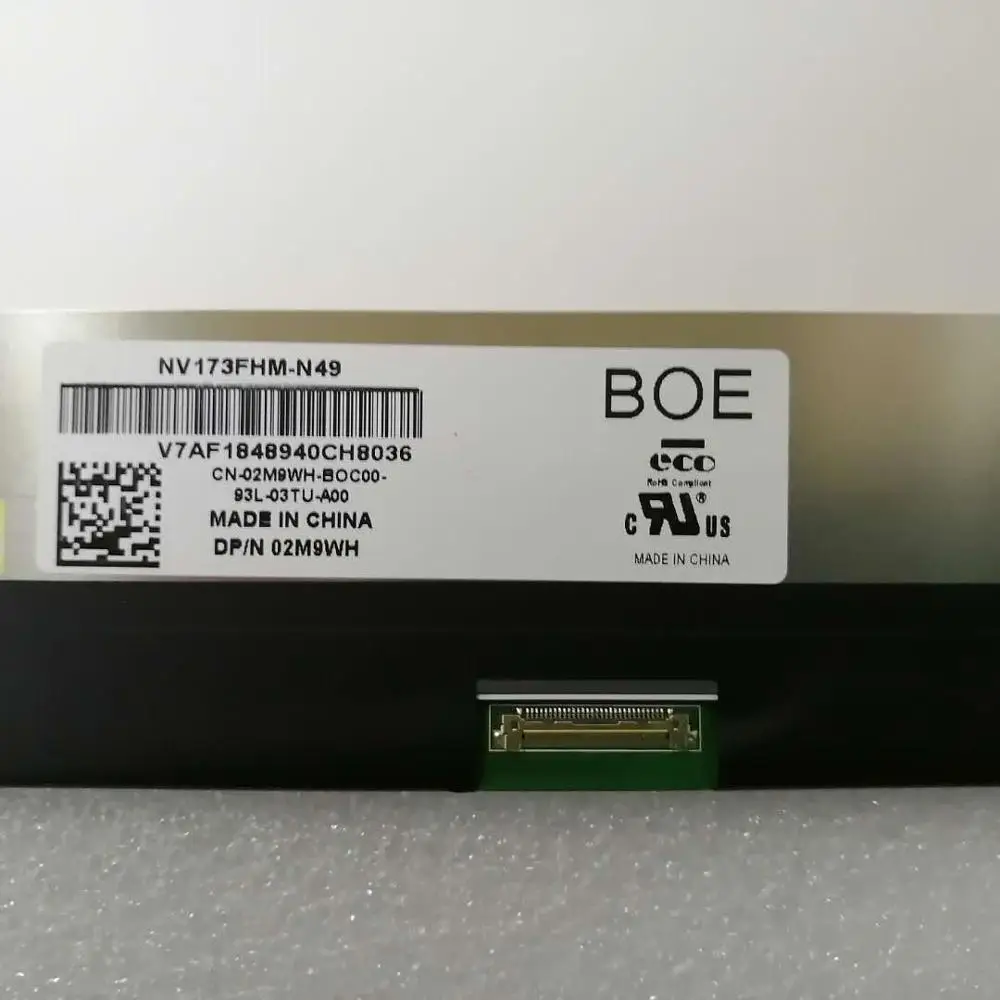 NV173FHM-N49
V7AF1848940CH8036
CN-02M9WH-BOC00-
93L-03TU-A00
MADE IN CHINA
DP/N 02M9WH
BOE
eco
RoHS Compliant
C RU® US
MADE IN CHINA